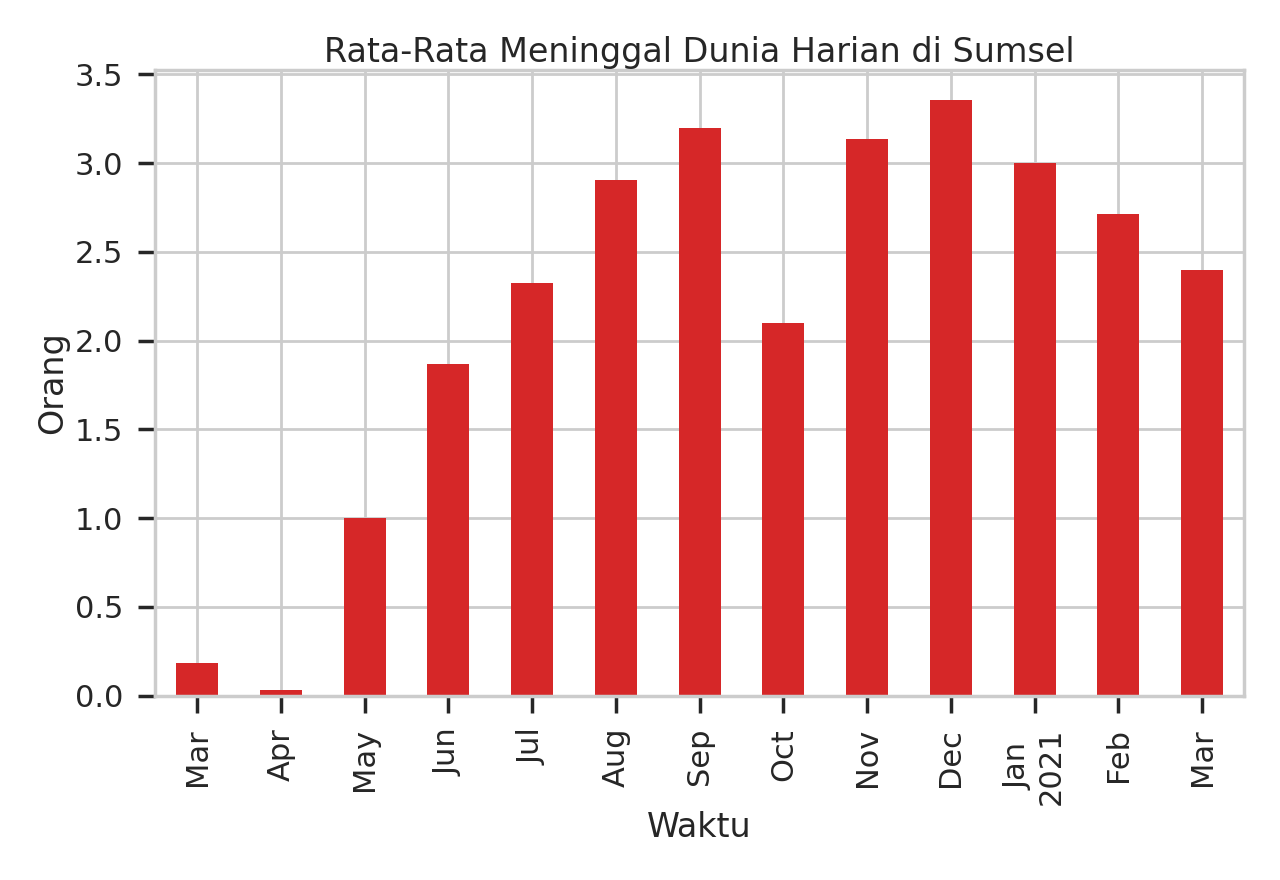 Rata-Rata Meninggal Dunia Harian di Sumsel
3.5
3.0
2.5
2.0
1.5
1.0
0.5
0.0
Orang
Mar
Apr
May
Jun
Jul
Aug
Sep
Oct
Nov
Dec
Jan
2021
Feb
Mar
Waktu